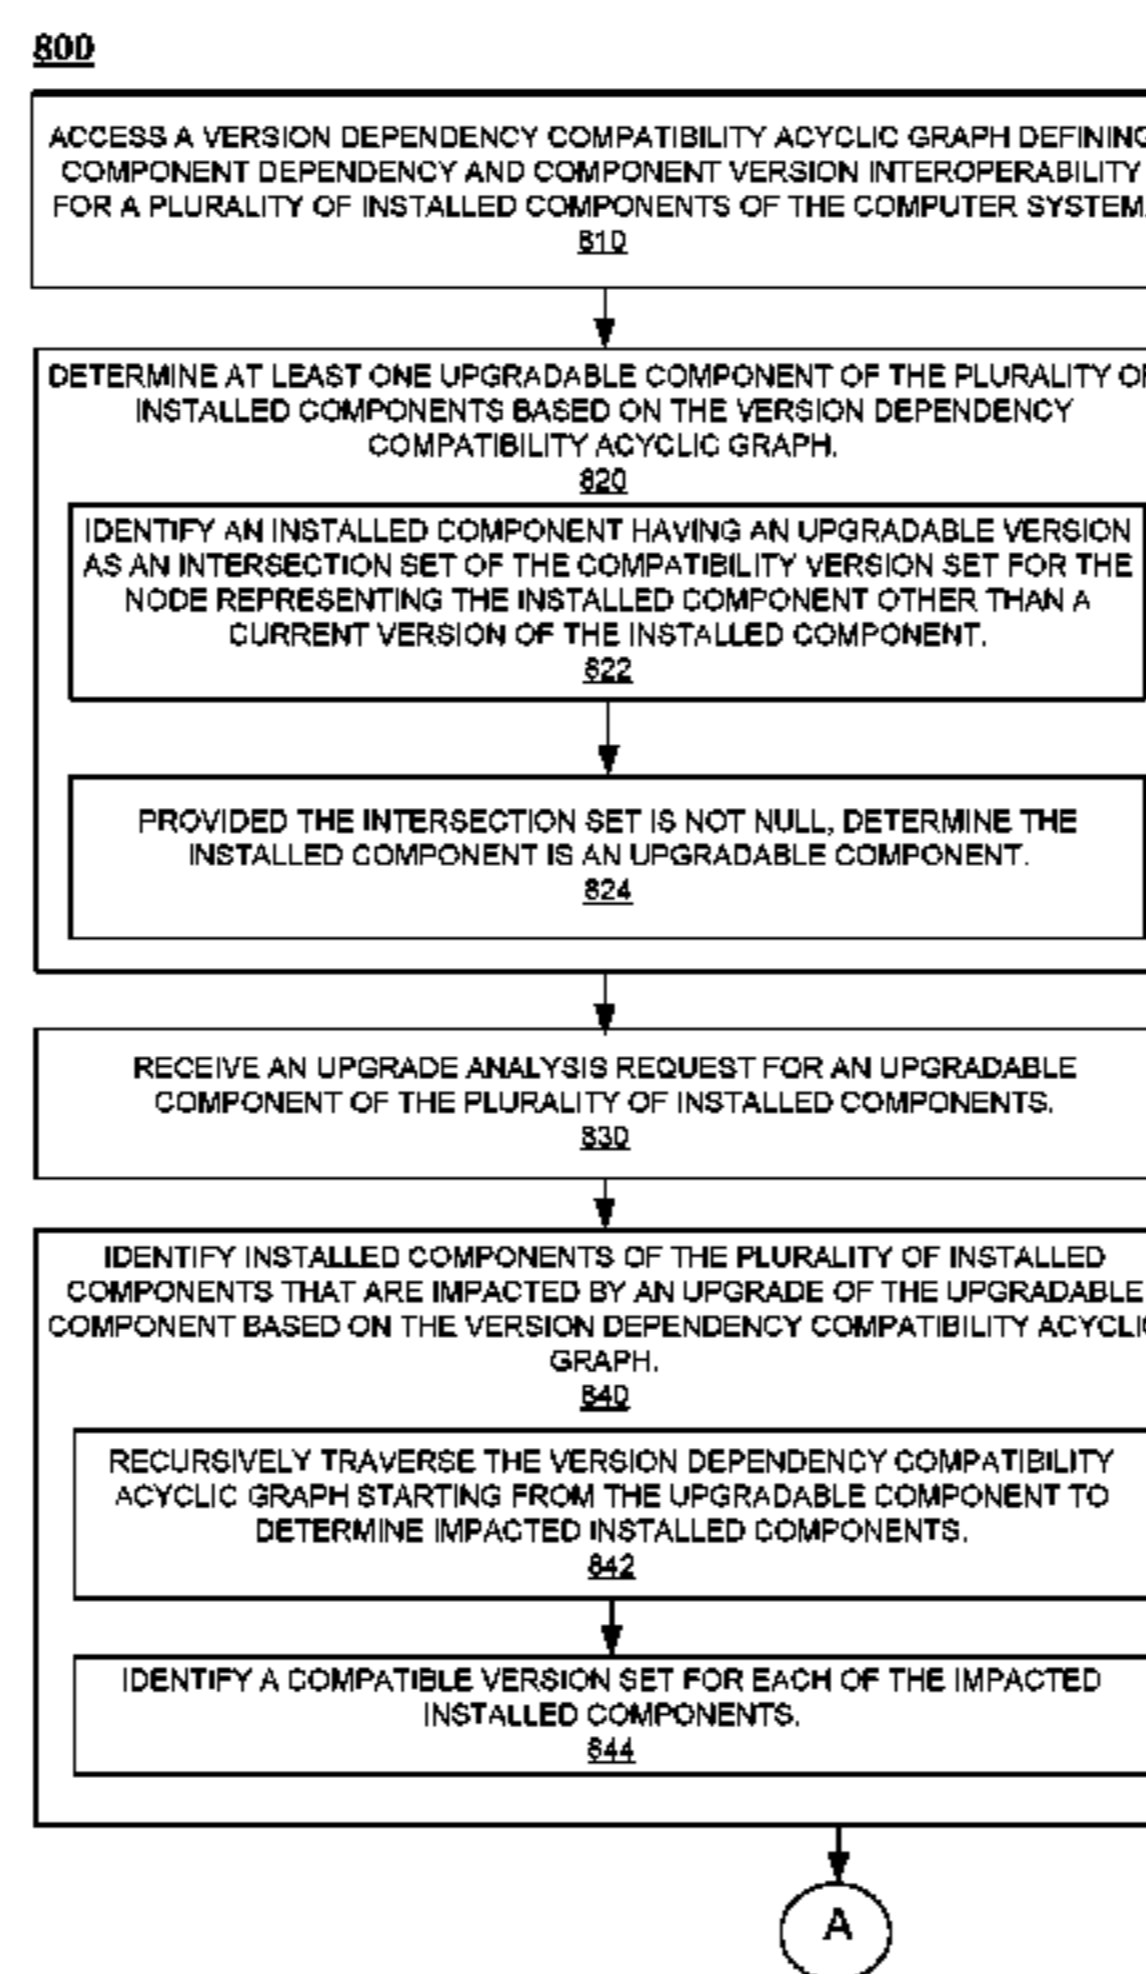 800
ACCESS A VERSION DEPENDENCY COMPATIBILITY ACYCLIC GRAPH DEFINING
COMPONENT DEPENDENCY AND COMPONENT VERSION INTEROPERABILITY
FOR A PLURALITY OF INSTALLED COMPONENTS OF THE COMPUTER SYSTEM.
810
DETERMINE AT LEAST ONE UPGRADABLE COMPONENT OF THE PLURALITY OF
INSTALLED COMPONENTS BASED ON THE VERSION DEPENDENCY
COMPATIBILITY ACYCLIC GRAPH.
820
IDENTIFY AN INSTALLED COMPONENT HAVING AN UPGRADABLE VERSION
AS AN INTERSECTION SET OF THE COMPATIBILITY VERSION SET FOR THE
NODE REPRESENTING THE INSTALLED COMPONENT OTHER THAN A
CURRENT VERSION OF THE INSTALLED COMPONENT.
822
PROVIDED THE INTERSECTION SET IS NOT NULL, DETERMINE THE
INSTALLED COMPONENT IS AN UPGRADABLE COMPONENT.
824
RECEIVE AN UPGRADE ANALYSIS REQUEST FOR AN UPGRADABLE
COMPONENT OF THE PLURALITY OF INSTALLED COMPONENTS.
830
IDENTIFY INSTALLED COMPONENTS OF THE PLURALITY OF INSTALLED
COMPONENTS THAT ARE IMPACTED BY AN UPGRADE OF THE UPGRADABLE
COMPONENT BASED ON THE VERSION DEPENDENCY COMPATIBILITY ACYCLIC
GRAPH.
840
RECURSIVELY TRAVERSE THE VERSION DEPENDENCY COMPATIBILITY
ACYCLIC GRAPH STARTING FROM THE UPGRADABLE COMPONENT TO
DETERMINE IMPACTED INSTALLED COMPONENTS.
842
IDENTIFY A COMPATIBLE VERSION SET FOR EACH OF THE IMPACTED
INSTALLED COMPONENTS.
844
A